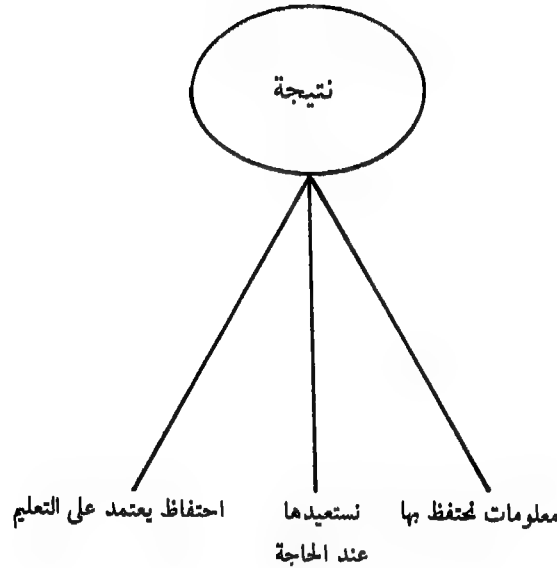 نتيجة
معلومات نحتفظ بها
نستعيدها
عند الحاجة
احتفاظ يعتمد على التعليم